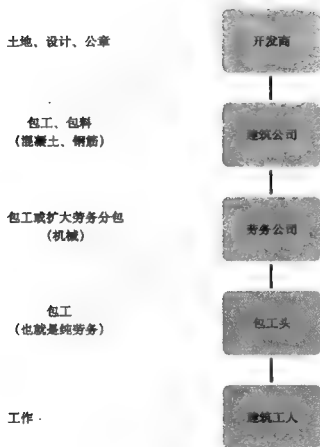 土地、设计、公章
开发商
包工、包料
（混凝土、钢筋）
建筑公司
包工或扩大劳务分包
（机械）
劳务公司
包工
（也就是纯劳务）
包工头
工作
建筑工人